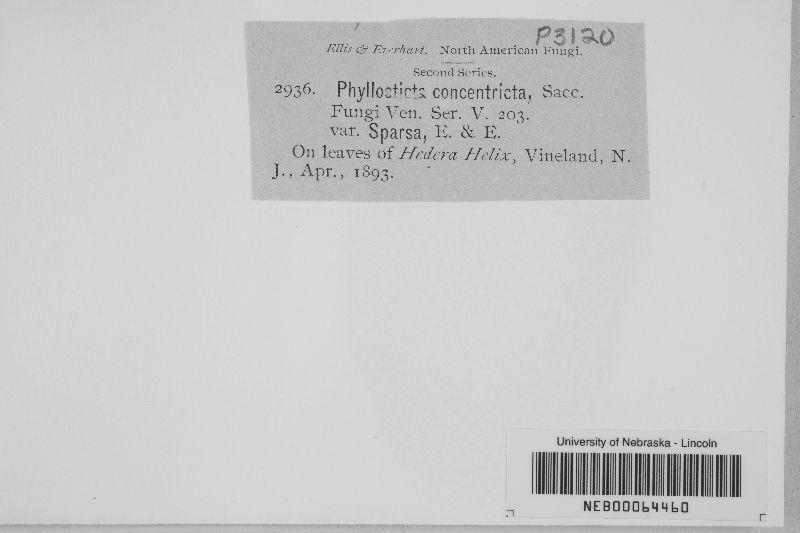 P3120
Ellis & Everhart. North American Fungi.
Second Series.
2936. Phyllosticta concentricta, Sacc.
Fungi Ven. Ser. V. 203.
var. Sparsa, E. & E.
On leaves of Hedera Helix, Vineland, N.
J., Apr., 1893.
University of Nebraska - Lincoln
NEB00064460